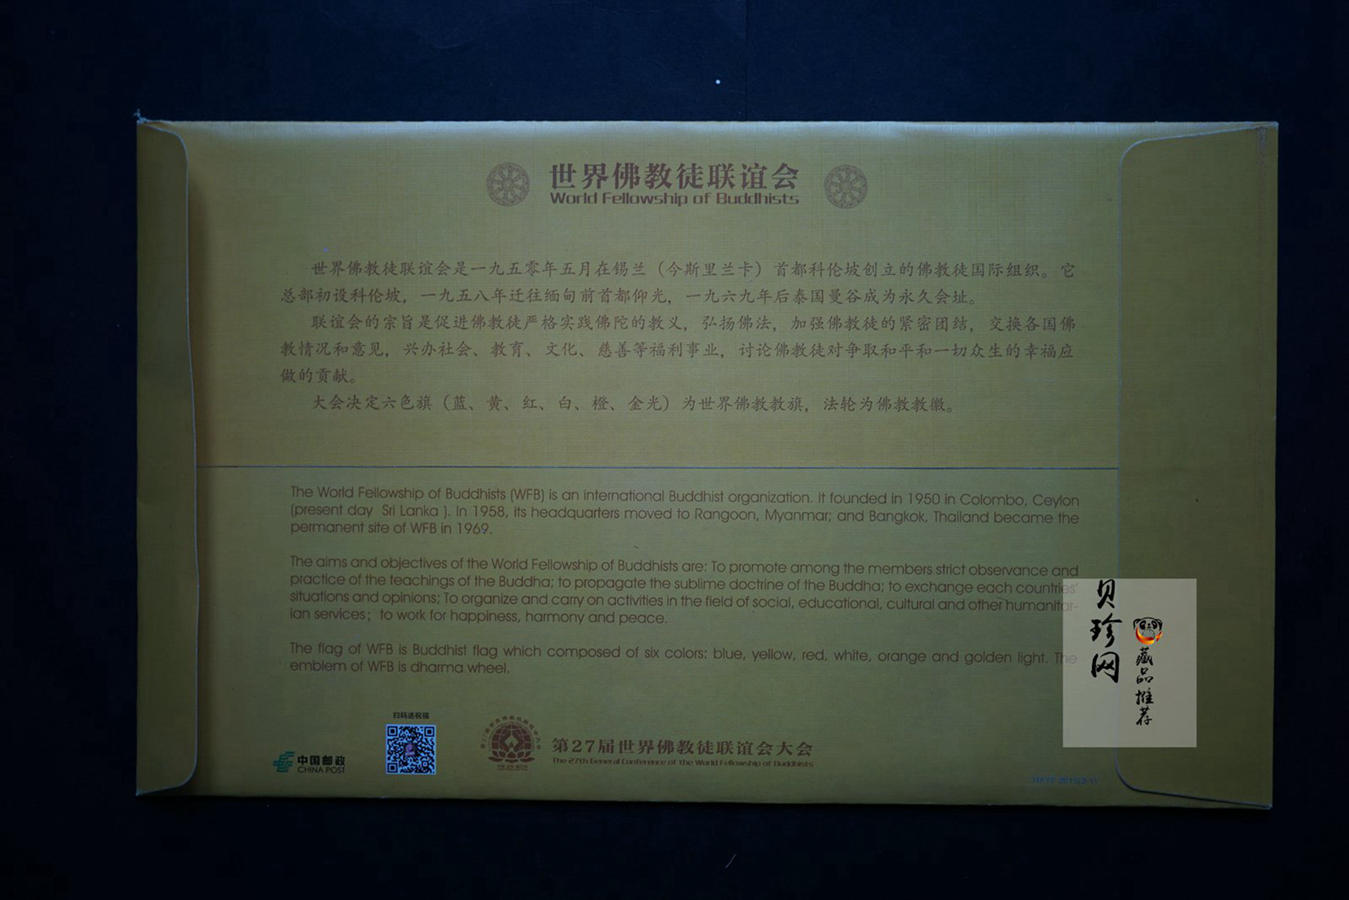 世界佛教徒联谊会
World Fellowship of Buddhists
世界佛教徒联谊会是一九五零年五月在锡兰（今斯里兰卡）首都科伦坡创立的佛教徒国际组织。它
总部初设科伦坡，一九五八年迁往缅甸前首都仰光，一九六九年后泰国曼谷成为永久会址。
联谊会的宗旨是促进佛教徒严格实践佛陀的教义，弘扬佛法，加强佛教徒的紧密团结，交换各国佛
教情况和意见，兴办社会、教育、文化、慈善等福利事业，讨论佛教徒对争取和平和一切众生的幸福应
做的贡献。
大会决定六色旗（蓝、黄、红、白、橙、金光）为世界佛教教旗，法轮为佛教教徽。
The World Fellowship of Buddhists (WFB) is an international Buddhist organization. It founded in 1950 in Colombo, Ceylon
(present day Sri Lanka ). In 1958, its headquarters moved to Rangoon, Myanmar; and Bangkok, Thailand became the
permanent site of WFB in 1969.
The aims and objectives of the World Fellowship of Buddhists are: To promote among the members strict observance and
practice of the teachings of the Buddha; to propagate the sublime doctrine of the Buddha; to exchange each countries'
situations and opinions; To organize and carry on activities in the field of social, educational, cultural and other humanitar-
ian services；to work for happiness, harmony and peace.
The flag of WFB is Buddhist flag which composed of six colors: blue, yellow, red, white, orange and golden light. The
emblem of WFB is dharma wheel.
贝珍网
藏品推荐
扫码送祝福
中国邮政
CHINA POST
第27届世界佛教徒联谊会大会
The 27th General Conference of the World Fellowship of Buddhists